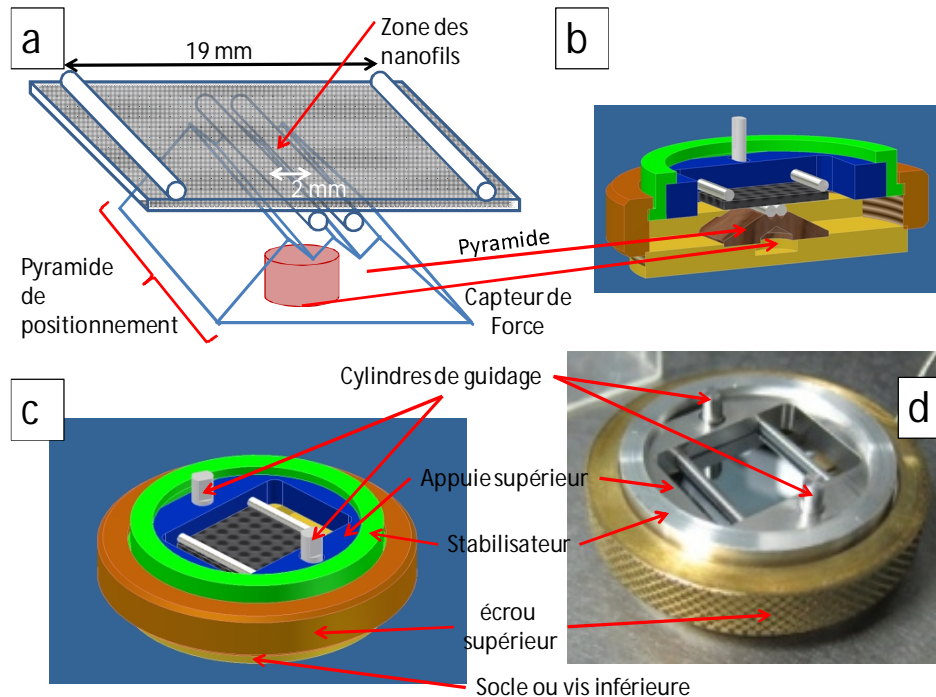 a
Zone des
nanofils
19 mm
2 mm
Pyramide
de
positionnement
b
Pyramide
Capteur de
Force
c
Cylindres de guidage
d
Appuie supérieur
Stabilisateur
écrou
supérieur
Socle ou vis inférieure